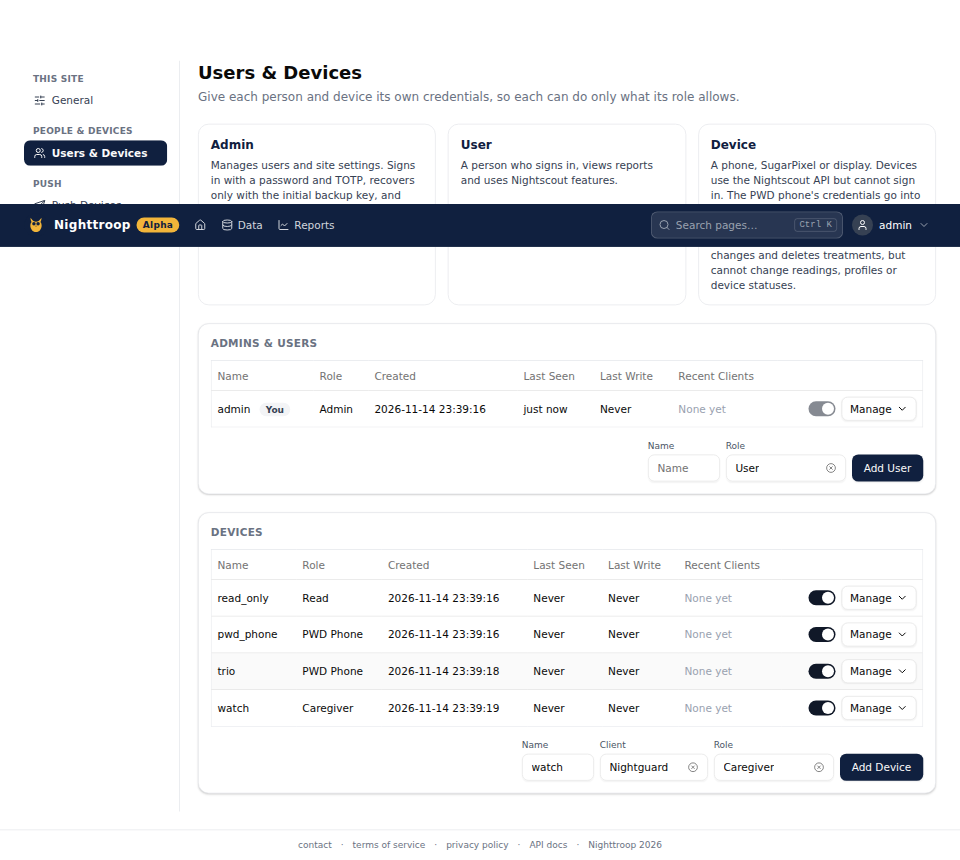 THIS SITE
General
PEOPLE & DEVICES
Users & Devices
PUSH
Push Devices
Users & Devices
Give each person and device its own credentials, so each can do only what its role allows.
Admin
Manages users and site settings. Signs
in with a password and TOTP, recovers
only with the initial backup key, and
User
A person who signs in, views reports
and uses Nightscout features.
Device
A phone, SugarPixel or display. Devices
use the Nightscout API but cannot sign
in. The PWD phone's credentials go into
Nighttroop Alpha Data Reports Search pages... Ctrl K admin
changes and deletes treatments, but
cannot change readings, profiles or
device statuses.
ADMINS & USERS
Name Role Created Last Seen Last Write Recent Clients
admin You Admin 2026-11-14 23:39:16 just now Never None yet Manage
Name Role
Name User Add User
DEVICES
Name Role Created Last Seen Last Write Recent Clients
read_only Read 2026-11-14 23:39:16 Never Never None yet Manage
pwd_phone PWD Phone 2026-11-14 23:39:16 Never Never None yet Manage
trio PWD Phone 2026-11-14 23:39:18 Never Never None yet Manage
watch Caregiver 2026-11-14 23:39:19 Never Never None yet Manage
Name Client Role
watch Nightguard Caregiver Add Device
contact · terms of service · privacy policy · API docs · Nighttroop 2026